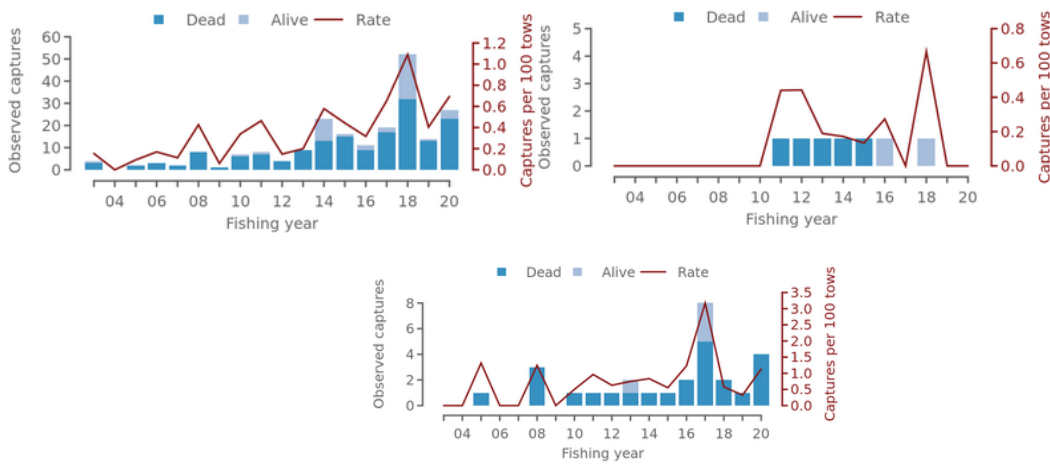 Dead Alive Rate
Observed captures
60
50
40
30
20
10
0
1.2
1.0
0.8
0.6
0.4
0.2
0.0
Captures per 100 tows
04 06 08 10 12 14 16 18 20
Fishing year
Dead Alive Rate
Observed captures
5
4
3
2
1
0
0.8
0.6
0.4
0.2
0.0
Captures per 100 tows
04 06 08 10 12 14 16 18 20
Fishing year
Dead Alive Rate
Observed captures
8
6
4
2
0
3.5
3.0
2.5
2.0
1.5
1.0
0.5
0.0
Captures per 100 tows
04 06 08 10 12 14 16 18 20
Fishing year